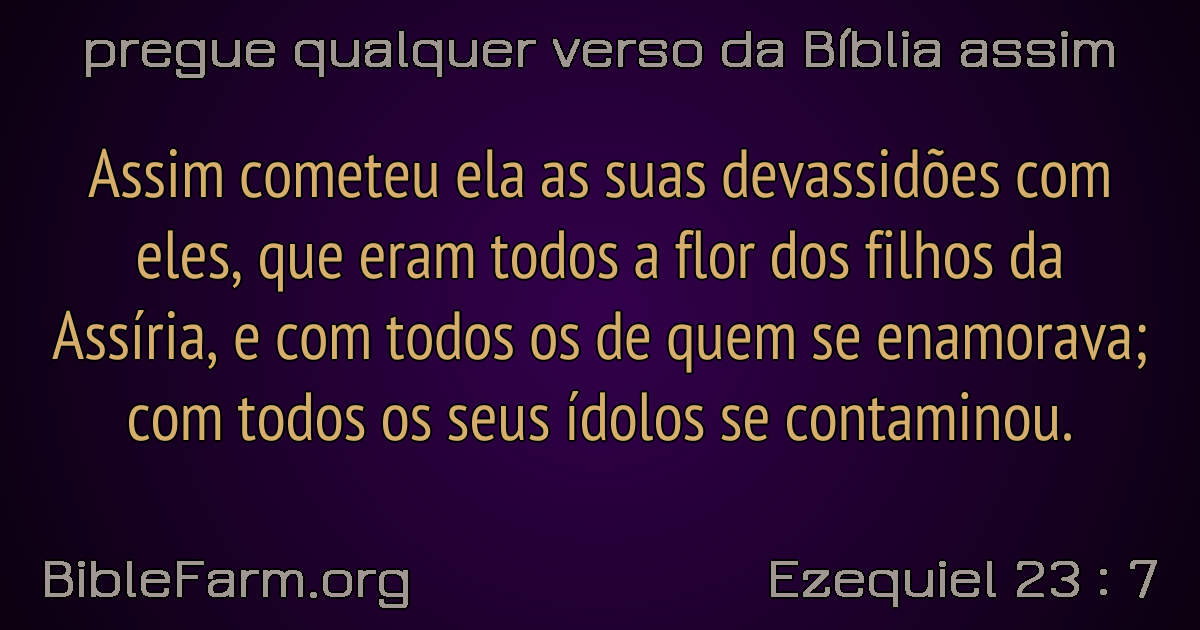 pregue qualquer verso da Bíblia assim
Assim cometeu ela as suas devassidões com
eles, que eram todos a flor dos filhos da
Assíria, e com todos os de quem se enamorava;
com todos os seus ídolos se contaminou.
BibleFarm.org
Ezequiel 23 : 7